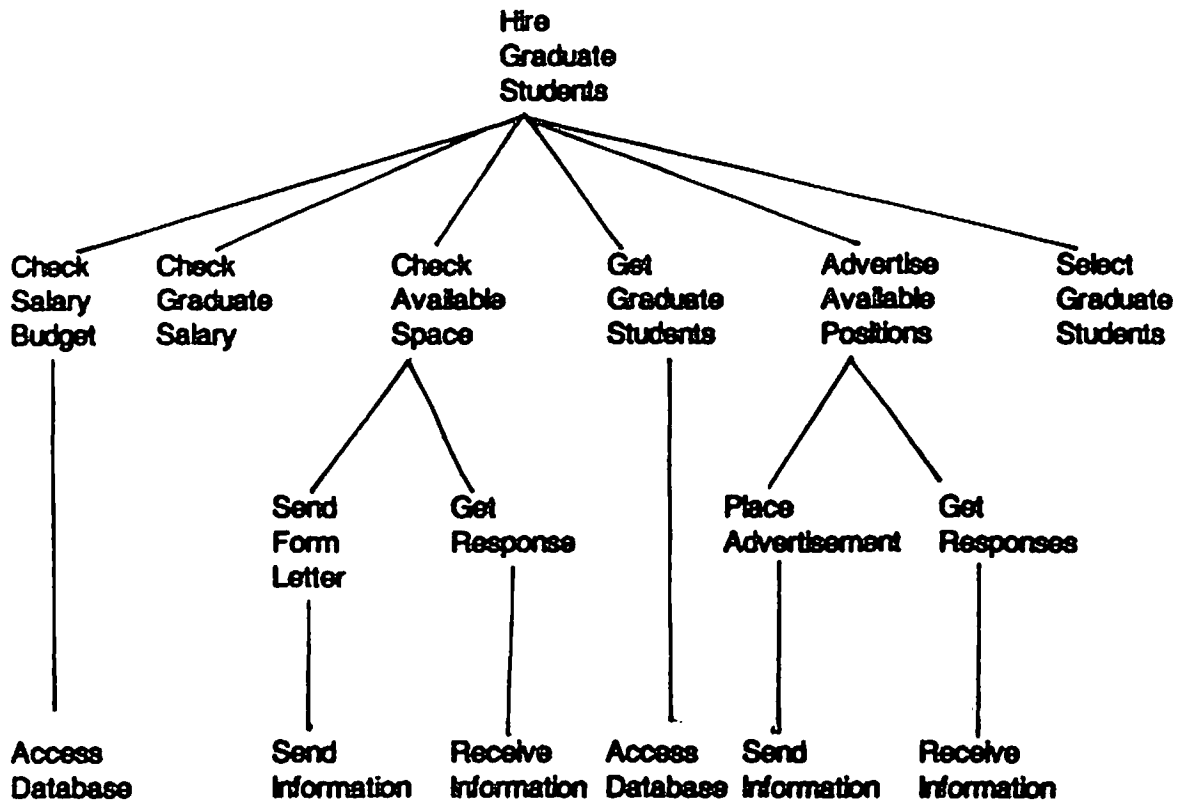 Hire
Graduate
Students
Check
Salary
Budget
Check
Graduate
Salary
Check
Available
Space
Get
Graduate
Students
Advertise
Available
Positions
Select
Graduate
Students
Send
Form
Letter
Get
Response
Place
Advertisement
Get
Responses
Access
Database
Send
Information
Receive
Information
Access
Database
Send
Information
Receive
Information